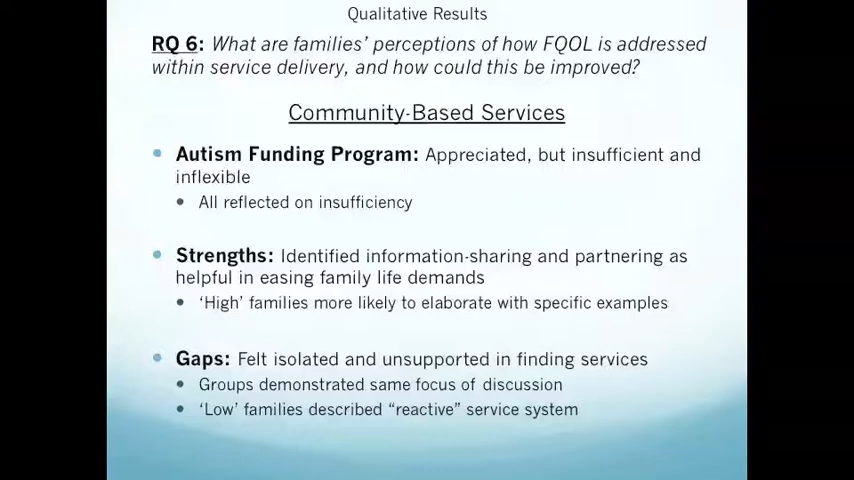 Qualitative Results
RQ 6: What are families’ perceptions of how FQOL is addressed
within service delivery, and how could this be improved?
Community-Based Services
• Autism Funding Program: Appreciated, but insufficient and
inflexible
• All reflected on insufficiency
• Strengths: Identified information-sharing and partnering as
helpful in easing family life demands
• ‘High’ families more likely to elaborate with specific examples
• Gaps: Felt isolated and unsupported in finding services
• Groups demonstrated same focus of discussion
• ‘Low’ families described “reactive” service system